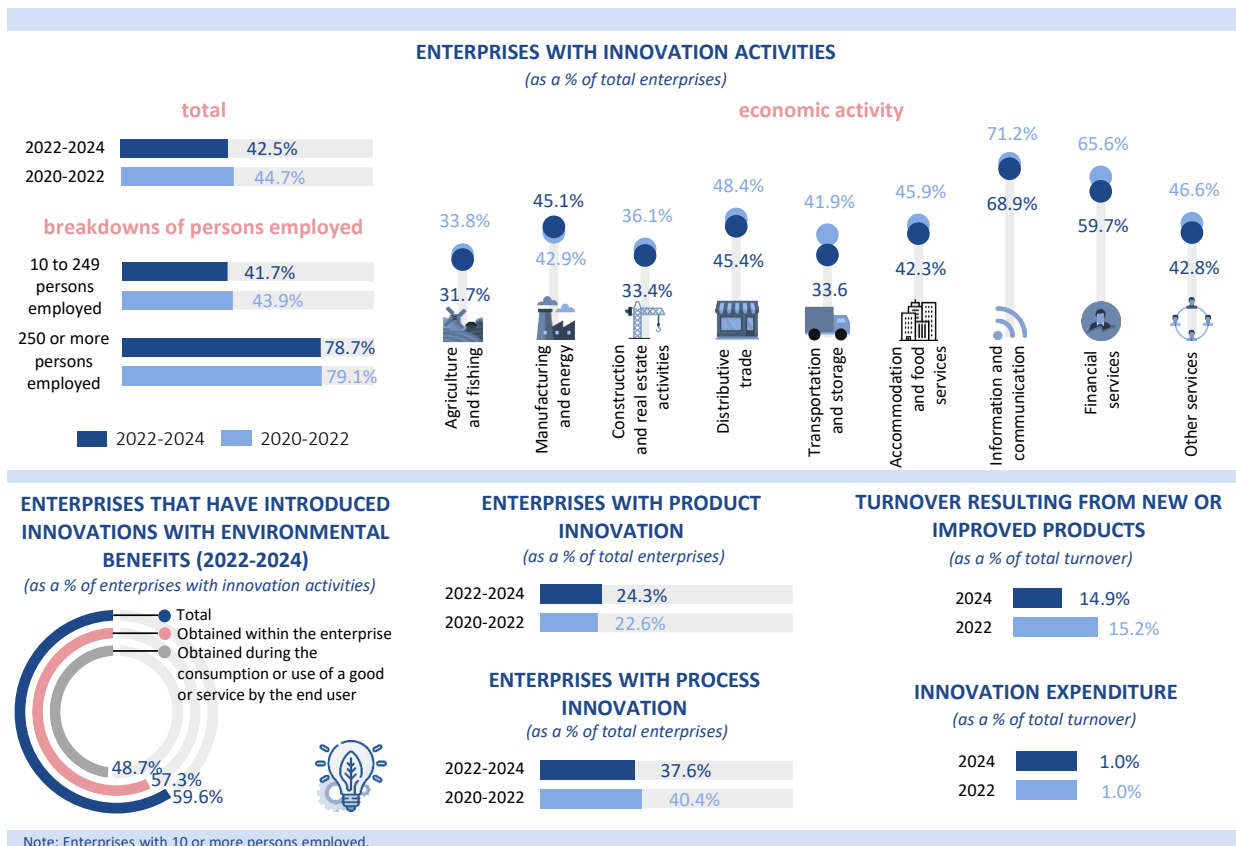 ENTERPRISES WITH INNOVATION ACTIVITIES
(as a % of total enterprises)
total
2022-2024
42.5%
2020-2022
44.7%
breakdowns of persons employed
10 to 249
persons
employed
41.7%
43.9%
250 or more
persons
employed
78.7%
79.1%
2022-2024
2020-2022
economic activity
33.8%
31.7%
Agriculture
and fishing
45.1%
42.9%
Manufacturing
and energy
36.1%
33.4%
Construction
and real estate
activities
48.4%
45.4%
Distributive
trade
41.9%
33.6
Transportation
and storage
45.9%
42.3%
Accommodation
and food
services
71.2%
68.9%
Information and
communication
65.6%
59.7%
Financial
services
46.6%
42.8%
Other services
ENTERPRISES THAT HAVE INTRODUCED
INNOVATIONS WITH ENVIRONMENTAL
BENEFITS (2022-2024)
(as a % of enterprises with innovation activities)
Total
Obtained within the enterprise
Obtained during the
consumption or use of a good
or service by the end user
48.7%
57.3%
59.6%
ENTERPRISES WITH PRODUCT
INNOVATION
(as a % of total enterprises)
2022-2024
24.3%
2020-2022
22.6%
ENTERPRISES WITH PROCESS
INNOVATION
(as a % of total enterprises)
2022-2024
37.6%
2020-2022
40.4%
TURNOVER RESULTING FROM NEW OR
IMPROVED PRODUCTS
(as a % of total turnover)
2024
14.9%
2022
15.2%
INNOVATION EXPENDITURE
(as a % of total turnover)
2024
1.0%
2022
1.0%
Note: Enterprises with 10 or more persons employed.